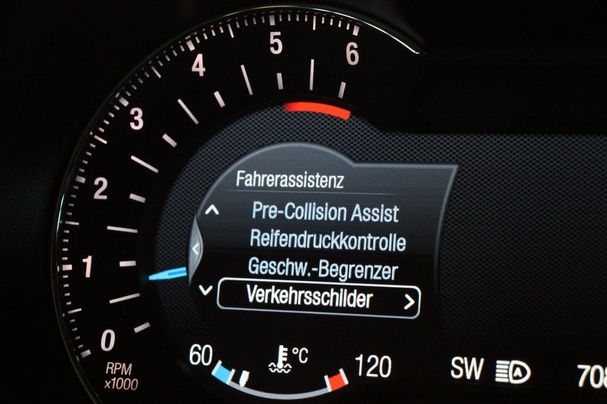 6
5
4
3
2
1
0
RPM
x1000
Fahrerassistenz
Pre-Collision Assist
Reifendruckkontrolle
Geschw.-Begrenzer
Verkehrsschilder
60 °C 120
SW
708